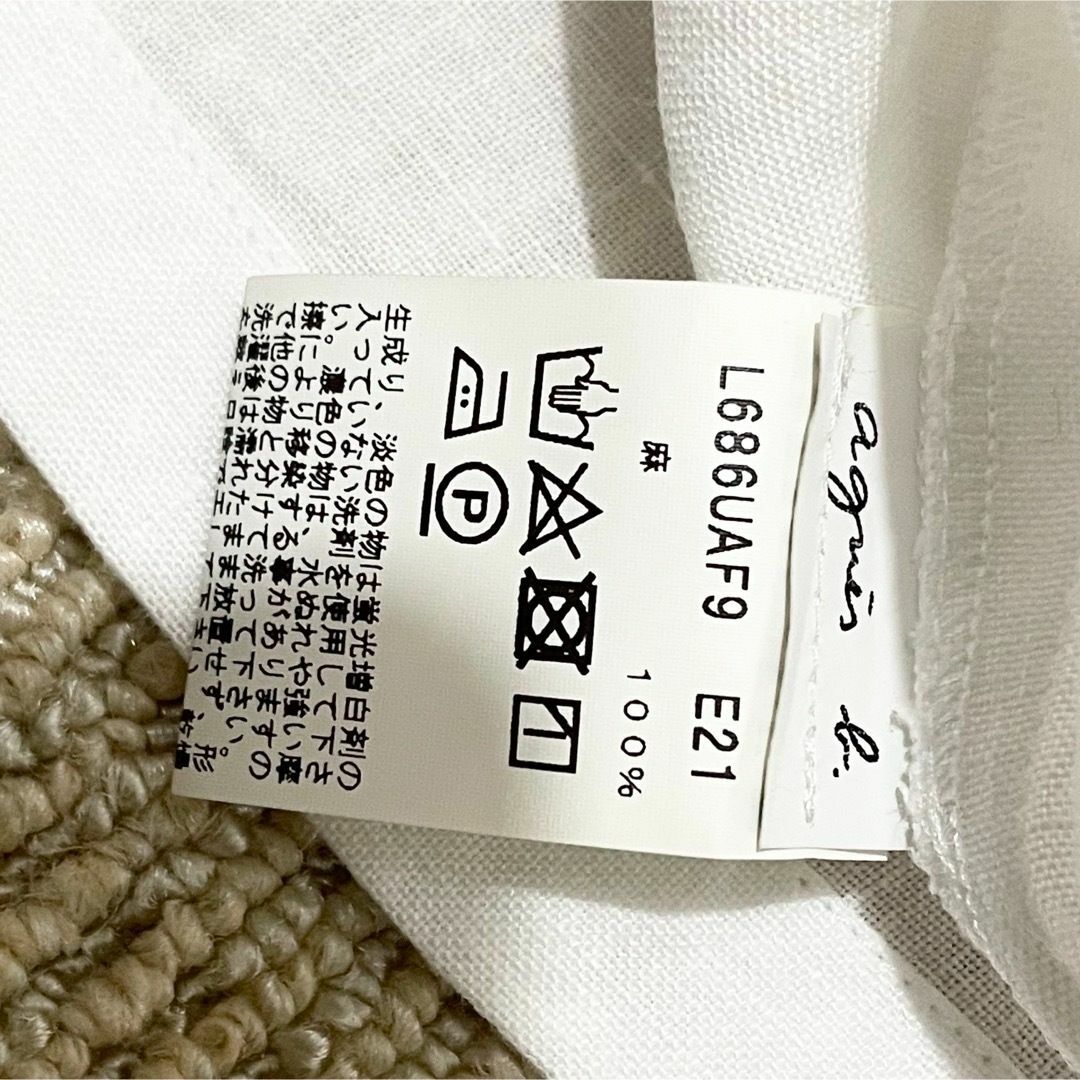 agnès b.
L686UAF9 E21
麻 100%
P
生成り、淡色の物は蛍光増白剤の
入っていない洗剤を使用して下さ
い。濃色の物は、水ぬれや強い摩
擦により移染する事がありますの
で他の物と分けて洗って下さい。
洗濯後は濡れたまま放置せず、形